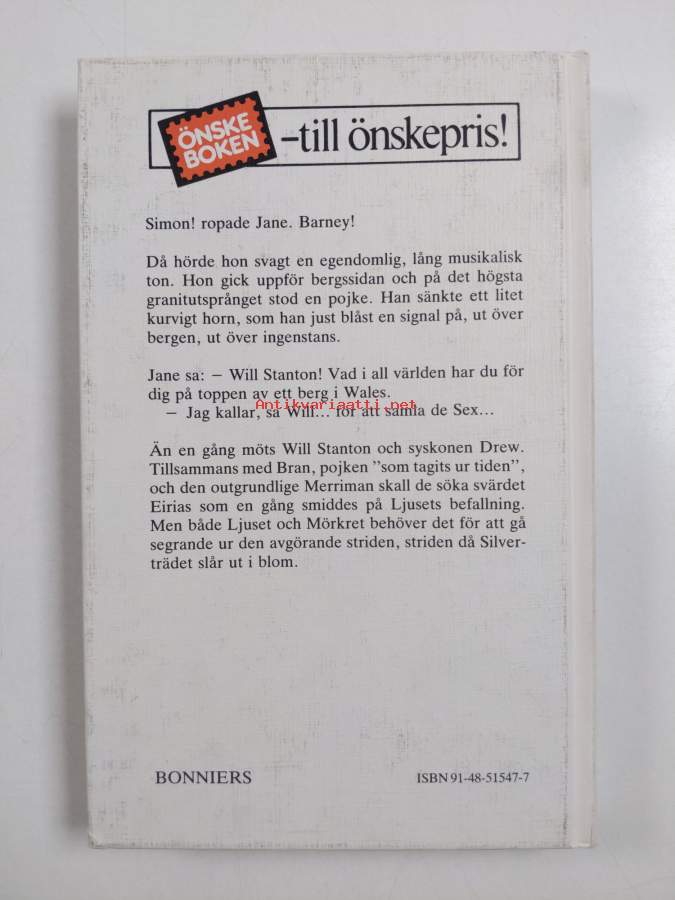 ÖNSKE
BOKEN
–till önskepris!
Simon! ropade Jane. Barney!
Då hörde hon svagt en egendomlig, lång musikalisk
ton. Hon gick uppför bergssidan och på det högsta
granitutsprånget stod en pojke. Han sänkte ett litet
kurvigt horn, som han just blåst en signal på, ut över
bergen, ut över ingenstans.
Jane sa: – Will Stanton! Vad i all världen har du för
dig på toppen av ett berg i Wales.
– Jag kallar, sa Will... för att samla de Sex...
Antikvariaatti.net
Än en gång möts Will Stanton och syskonen Drew.
Tillsammans med Bran, pojken ”som tagits ur tiden”,
och den outgrundlige Merriman skall de söka svärdet
Eirias som en gång smiddes på Ljusets befallning.
Men både Ljuset och Mörkret behöver det för att gå
segrande ur den avgörande striden, striden då Silver-
trädet slår ut i blom.
BONNIERS
ISBN 91-48-51547-7